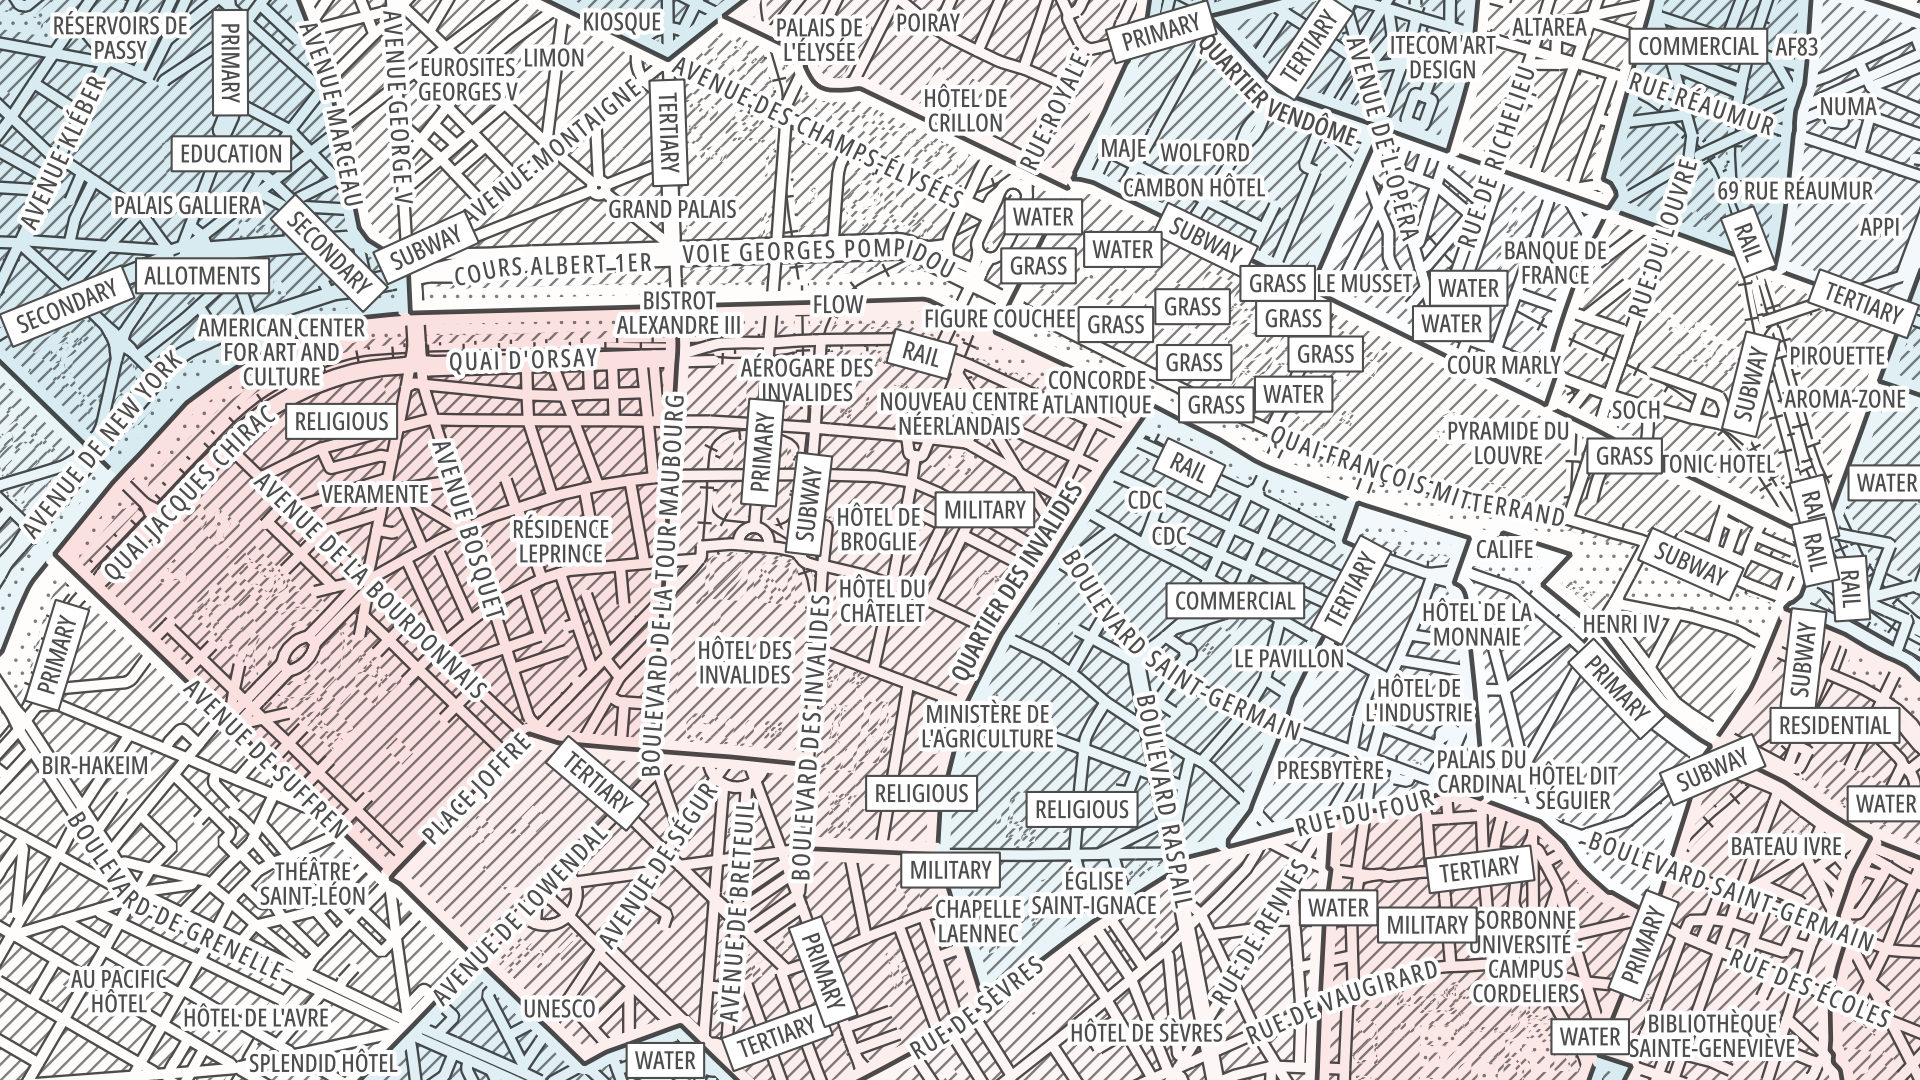 RÉSERVOIRS DE
PASSY
PRIMARY
AVENUE MARCEAU
AVENUE GEORGE V
EUROSITES
GEORGES V
LIMON
KIOSQUE
PALAIS DE
L'ÉLYSÉE
POIRAY
PRIMARY
TERTIARY
QUARTIER VENDÔME
AVENUE DE L'OPÉRA
ITECOM'ART
DESIGN
ALTAREA
COMMERCIAL
AF83
RUE RÉAUMUR
NUMA
AVENUE KLÉBER
EDUCATION
AVENUE MONTAIGNE
TERTIARY
AVENUE DES CHAMPS-ÉLYSÉES
HÔTEL DE
CRILLON
RUE ROYALE
MAJE
WOLFORD
CAMBON HÔTEL
RUE DE RICHELIEU
RUE DU LOUVRE
69 RUE RÉAUMUR
APPI
PALAIS GALLIERA
SECONDARY
SUBWAY
GRAND PALAIS
WATER
GRASS
WATER
SUBWAY
BANQUE DE
FRANCE
RAIL
SECONDARY
ALLOTMENTS
COURS ALBERT 1ER
VOIE GEORGES POMPIDOU
GRASS
LE MUSSET
WATER
TERTIARY
BISTROT
ALEXANDRE III
FLOW
FIGURE COUCHEE
GRASS
GRASS
GRASS
WATER
AMERICAN CENTER
FOR ART AND
CULTURE
QUAI D'ORSAY
RAIL
GRASS
GRASS
COUR MARLY
SUBWAY
PIROUETTE
AROMA-ZONE
AVENUE DE NEW YORK
AÉROGARE DES
INVALIDES
NOUVEAU CENTRE
NÉERLANDAIS
CONCORDE
ATLANTIQUE
GRASS
WATER
SOCH
RELIGIOUS
QUAI JACQUES CHIRAC
PRIMARY
QUAI FRANÇOIS MITTERRAND
PYRAMIDE DU
LOUVRE
GRASS
TONIC HOTEL
WATER
AVENUE DE LA BOURDONNAIS
VERAMENTE
AVENUE BOSQUET
RÉSIDENCE
LEPRINCE
BOULEVARD DE LA TOUR-MAUBOURG
SUBWAY
HÔTEL DE
BROGLIE
MILITARY
QUARTIER DES INVALIDES
RAIL
CDC
CDC
RAIL
RAIL
RAIL
CALIFE
SUBWAY
HÔTEL DU
CHÂTELET
BOULEVARD SAINT-GERMAIN
COMMERCIAL
TERTIARY
HÔTEL DE LA
MONNAIE
HENRI IV
PRIMARY
HÔTEL DES
INVALIDES
BOULEVARD DES INVALIDES
LE PAVILLON
PRIMARY
SUBWAY
MINISTÈRE DE
L'AGRICULTURE
HÔTEL DE
L'INDUSTRIE
RESIDENTIAL
AVENUE DE SUFFREN
BIR-HAKEIM
PLACE JOFFRE
TERTIARY
RELIGIOUS
RELIGIOUS
BOULEVARD RASPAIL
PRESBYTÈRE
PALAIS DU
CARDINAL
HÔTEL DIT
SÉGUIER
SUBWAY
WATER
RUE DU FOUR
BOULEVARD DE GRENELLE
AVENUE DE SÉGUR
AVENUE DE BRETEUIL
BOULEVARD SAINT-GERMAIN
BATEAU IVRE
THÉÂTRE
SAINT-LÉON
AVENUE DE LOWENDAL
MILITARY
ÉGLISE
SAINT-IGNACE
TERTIARY
CHAPELLE
LAENNEC
RUE DE RENNES
WATER
MILITARY
SORBONNE
UNIVERSITÉ -
CAMPUS
CORDELIERS
PRIMARY
RUE DES ÉCOLES
AU PACIFIC
HÔTEL
HÔTEL DE L'AVRE
SPLENDID HÔTEL
UNESCO
WATER
PRIMARY
TERTIARY
RUE DE SÈVRES
HÔTEL DE SÈVRES
RUE DE VAUGIRARD
WATER
BIBLIOTHÈQUE
SAINTE-GENEVIÈVE